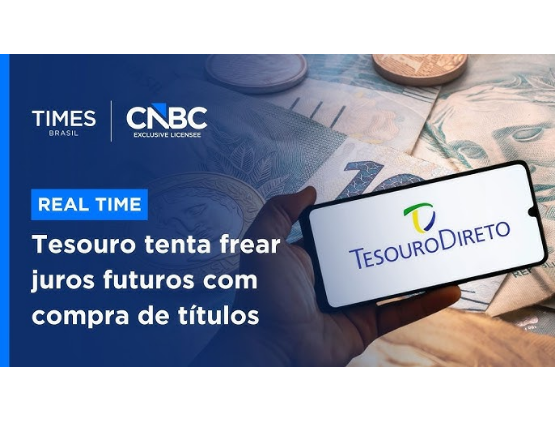 TIMES
BRASIL
CNBC
EXCLUSIVE LICENSEE
REAL TIME
Tesouro tenta frear
juros futuros com
compra de títulos
TESOURODIRETO